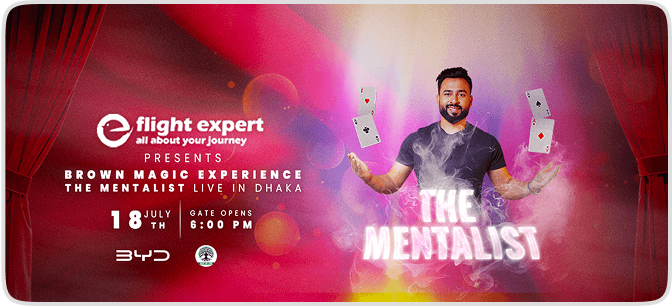 flight expert
all about your journey
PRESENTS
BROWN MAGIC EXPERIENCE
THE MENTALIST LIVE IN DHAKA
18 JULY TH
GATE OPENS
6:00 PM
BYD
THE
MENTALIST